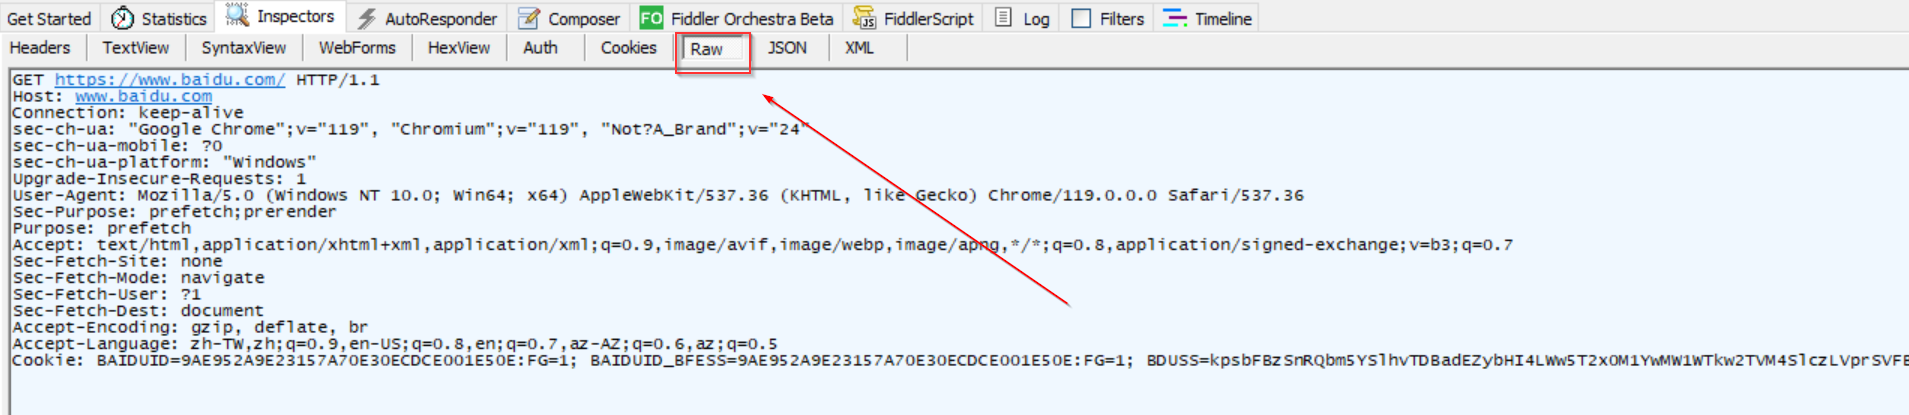 Get Started Statistics Inspectors AutoResponder Composer FO Fiddler Orchestra Beta JS FiddlerScript Log Filters Timeline
Headers TextView SyntaxView WebForms HexView Auth Cookies Raw JSON XML
GET https://www.baidu.com/ HTTP/1.1
Host: www.baidu.com
Connection: keep-alive
sec-ch-ua: "Google Chrome";v="119", "Chromium";v="119", "Not?A_Brand";v="24"
sec-ch-ua-mobile: ?0
sec-ch-ua-platform: "Windows"
Upgrade-Insecure-Requests: 1
User-Agent: Mozilla/5.0 (Windows NT 10.0; Win64; x64) AppleWebKit/537.36 (KHTML, like Gecko) Chrome/119.0.0.0 Safari/537.36
Sec-Purpose: prefetch;prerender
Purpose: prefetch
Accept: text/html,application/xhtml+xml,application/xml;q=0.9,image/avif,image/webp,image/apng,*/*;q=0.8,application/signed-exchange;v=b3;q=0.7
Sec-Fetch-Site: none
Sec-Fetch-Mode: navigate
Sec-Fetch-User: ?1
Sec-Fetch-Dest: document
Accept-Encoding: gzip, deflate, br
Accept-Language: zh-TW,zh;q=0.9,en-US;q=0.8,en;q=0.7,az-AZ;q=0.6,az;q=0.5
Cookie: BAIDUID=9AE952A9E23157A70E30ECDCE001E50E:FG=1; BAIDUID_BFESS=9AE952A9E23157A70E30ECDCE001E50E:FG=1;